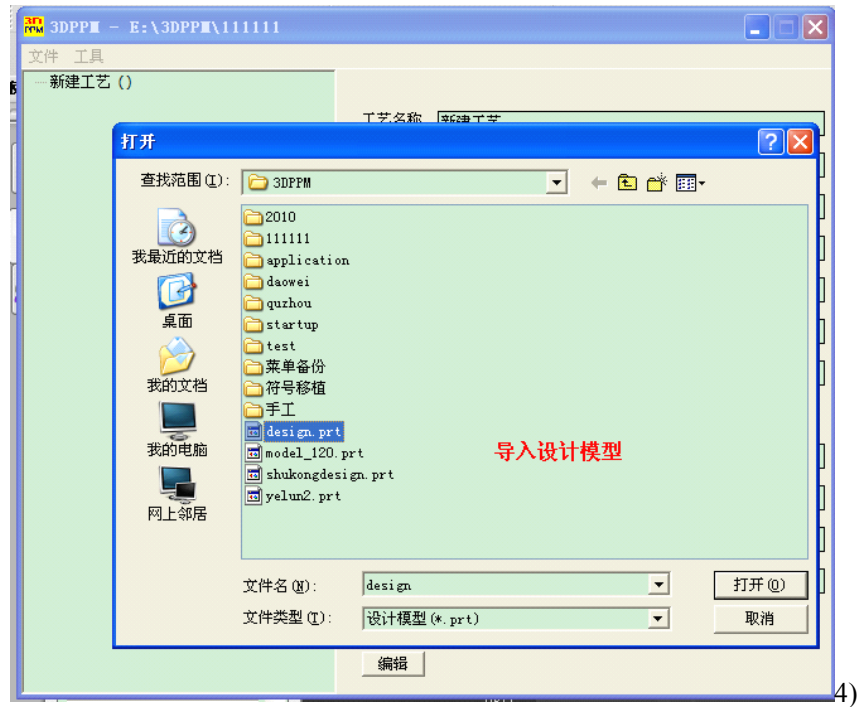 3D PPM
3DPPM - E:\3DPPM\111111
文件 工具
新建工艺 ()
工艺名称 新建工艺
打开
查找范围(I): 3DPPM
我最近的文档
桌面
我的文档
我的电脑
网上邻居
2010
111111
application
daowei
quzhou
startup
test
菜单备份
符号移植
手工
design.prt
model_120.prt
shukongdesign.prt
yelun2.prt
导入设计模型
文件名(N): design 打开(O)
文件类型(T): 设计模型(*.prt) 取消
编辑
4)